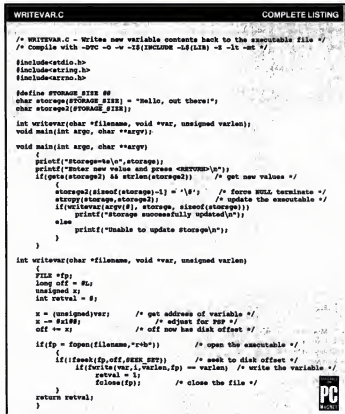 WRITEVAR.C
COMPLETE LISTING
/* WRITEVAR.C - Writes new variable contents back to the executable file */
/* Compile with -DTC -O -w -I$(INCLUDE -L$(LIB) -Z -lt -mt */
#include<stdio.h>
#include<string.h>
#include<errno.h>
#define STORAGE_SIZE 80
char storage[STORAGE_SIZE] = "Hello, out there!";
char storage2[STORAGE_SIZE];
int writevar(char *filename, void *var, unsigned varlen);
void main(int argc, char **argv);
void main(int argc, char **argv)
{
printf("Storage=%s\n",storage);
printf("Enter new value and press <RETURN>\n");
if(gets(storage2) && strlen(storage2)) /* get new values */
{
storage2[sizeof(storage)-1] = '\0'; /* force NULL terminate */
strcpy(storage,storage2); /* update the executable */
if(writevar(argv[0], storage, sizeof(storage)))
printf("Storage successfully updated\n");
else
printf("Unable to update Storage\n");
}
}
int writevar(char *filename, void *var, unsigned varlen)
{
FILE *fp;
long off = 0L;
unsigned x;
int retval = 0;
x = (unsigned)var; /* get address of variable */
x -= 0x100; /* adjust for PSP */
off += x; /* off now has disk offset */
if(fp = fopen(filename,"r+b")) /* open the executable */
{
if(!fseek(fp,off,SEEK_SET)) /* seek to disk offset */
if(fwrite(var,1,varlen,fp) == varlen) /* write the variable */
retval = 1;
fclose(fp); /* close the file */
}
return retval;
}
PC
MAGNET